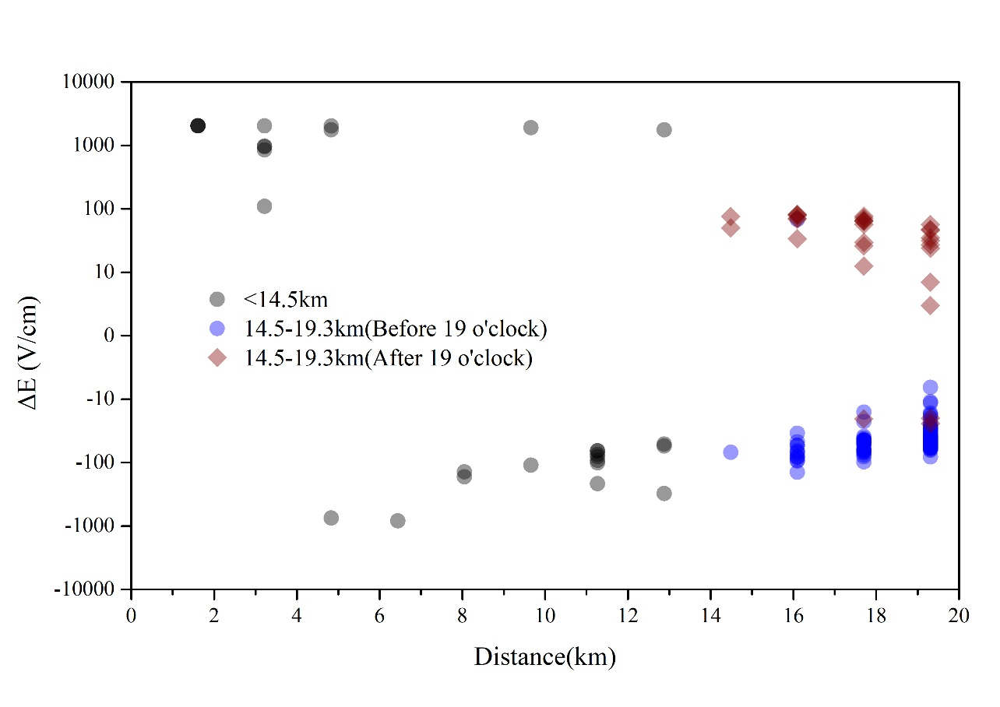 10000
1000
100
10
0
-10
-100
-1000
-10000
ΔE (V/cm)
<14.5km
14.5-19.3km(Before 19 o'clock)
14.5-19.3km(After 19 o'clock)
0 2 4 6 8 10 12 14 16 18 20
Distance(km)